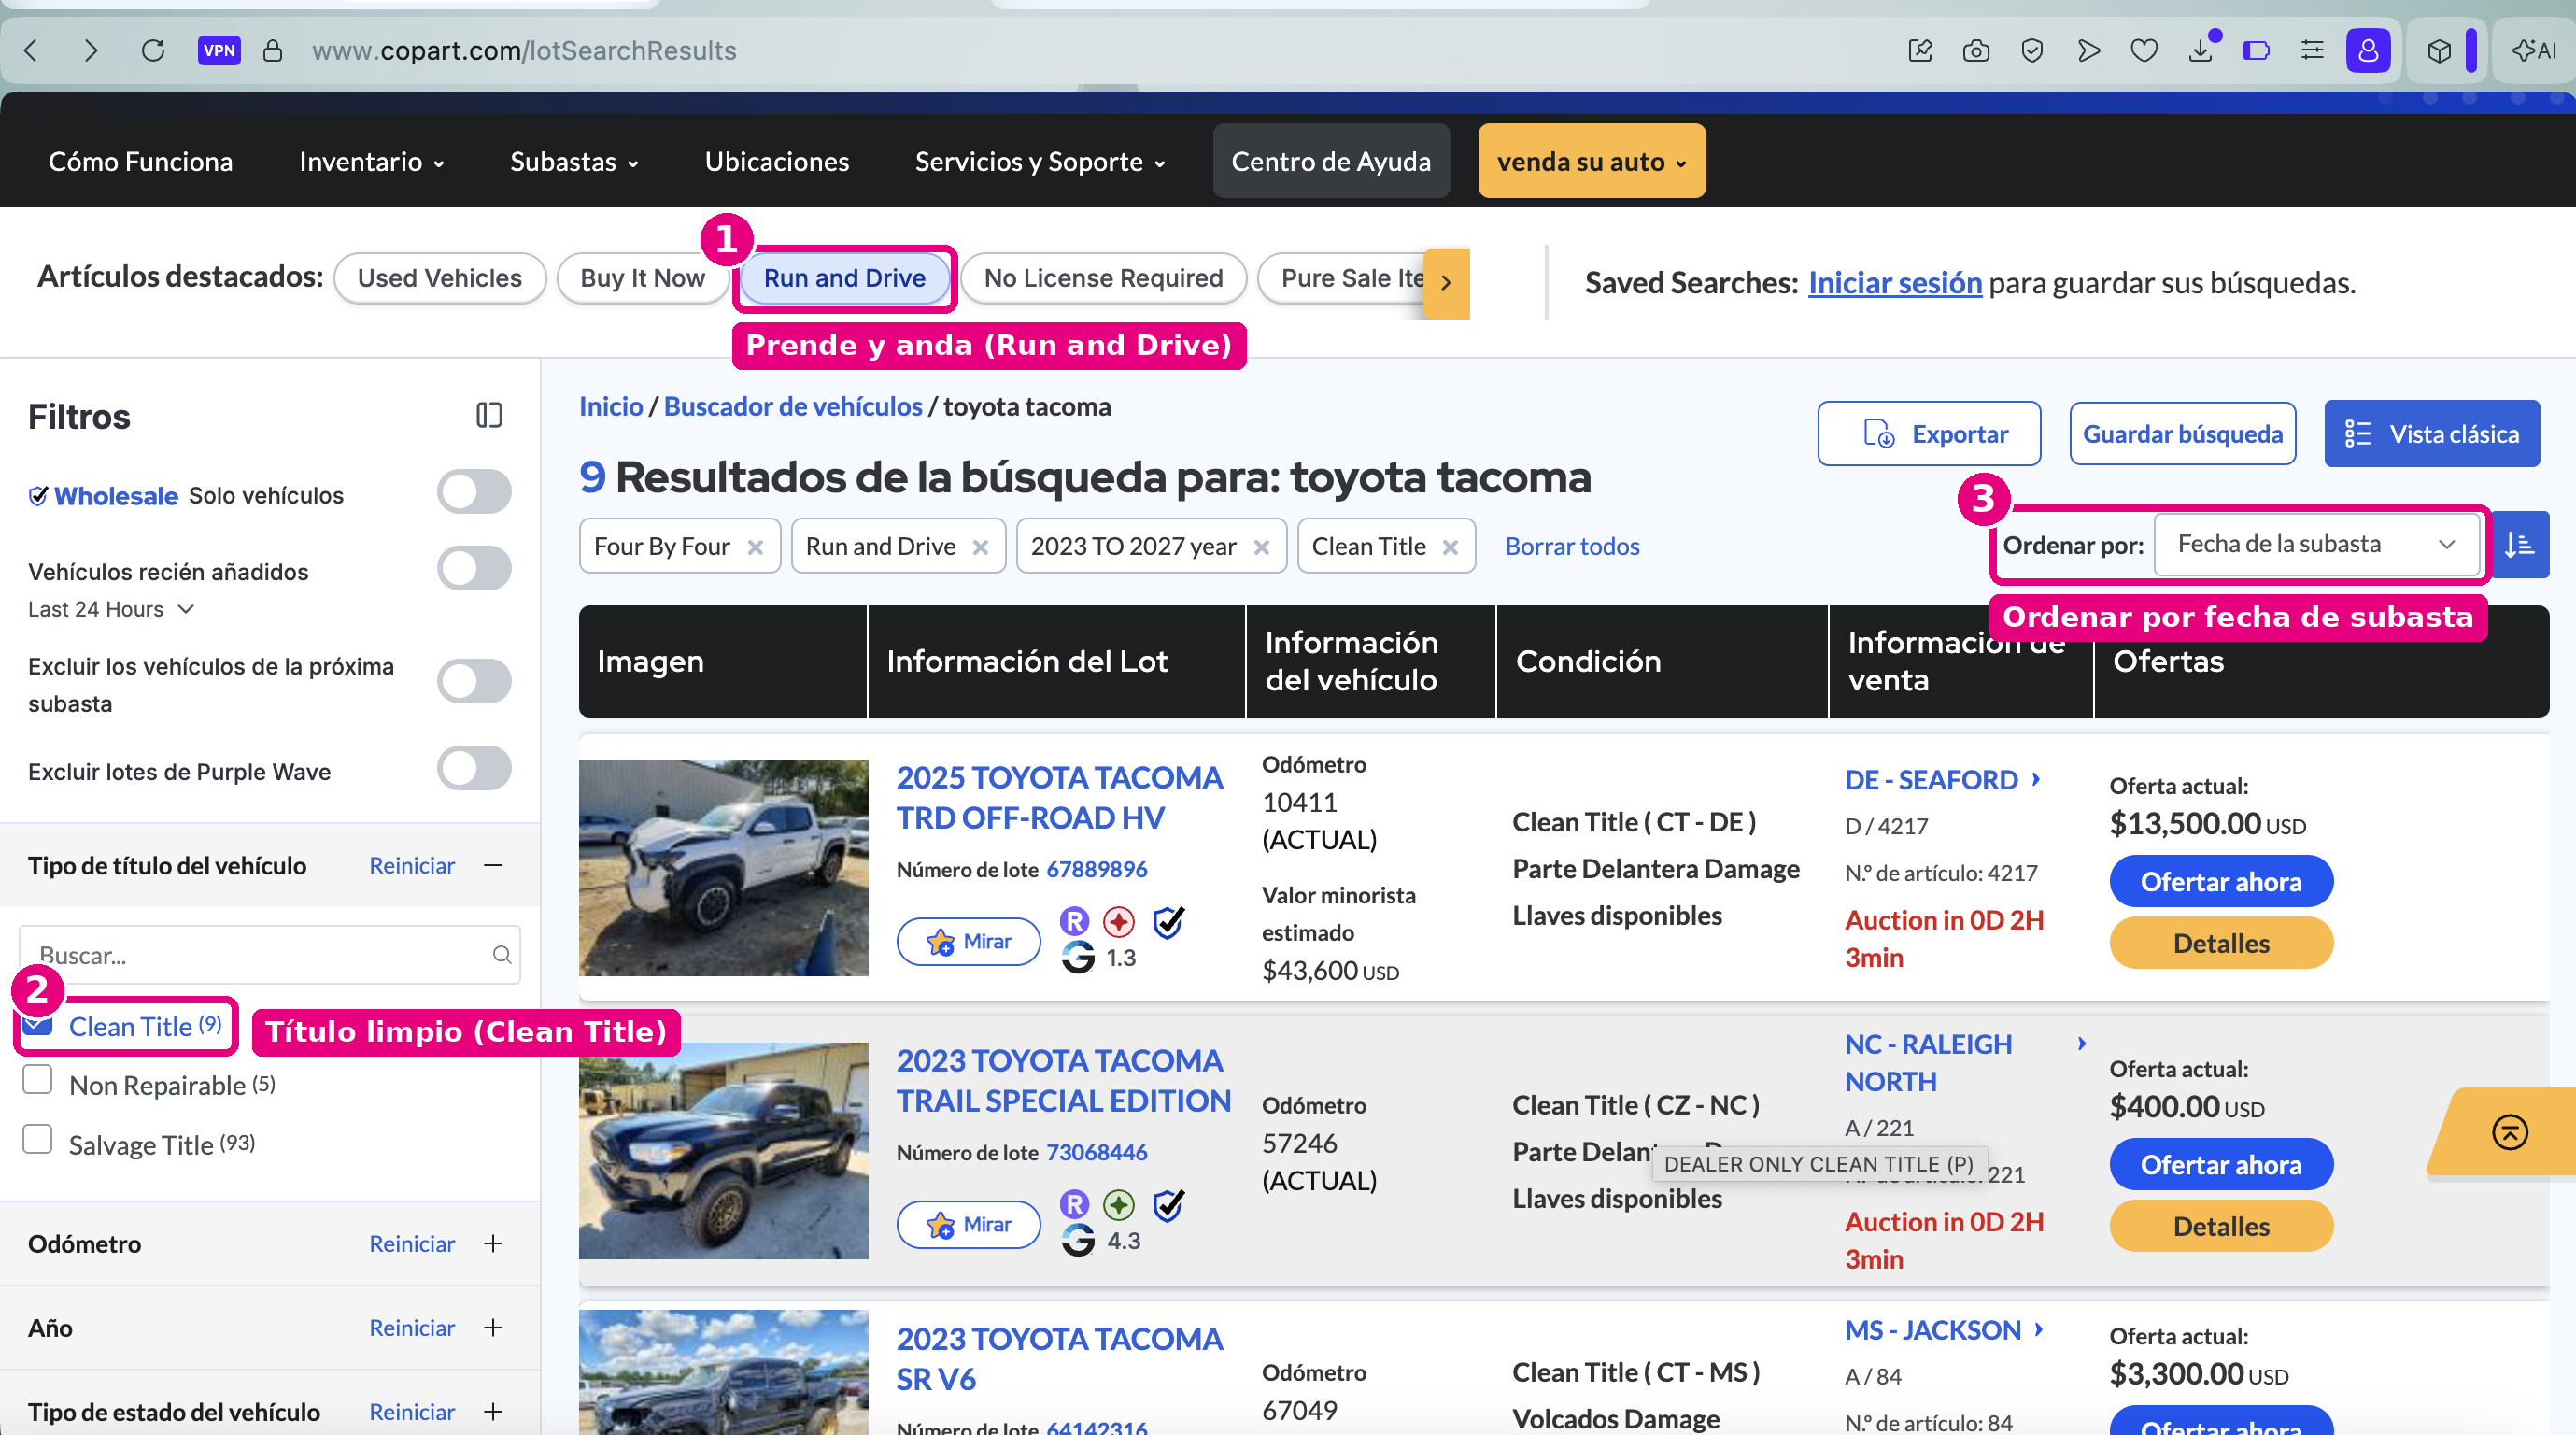 VPN
www.copart.com/lotSearchResults
AI
Cómo Funciona
Inventario
Subastas
Ubicaciones
Servicios y Soporte
Centro de Ayuda
venda su auto
Artículos destacados:
Used Vehicles
Buy It Now
1
Run and Drive
No License Required
Pure Sale Ite
Saved Searches: Iniciar sesión para guardar sus búsquedas.
Prende y anda (Run and Drive)
Filtros
Wholesale Solo vehículos
Vehículos recién añadidos
Last 24 Hours
Excluir los vehículos de la próxima
subasta
Excluir lotes de Purple Wave
Tipo de título del vehículo Reiniciar
Buscar...
2
Clean Title (9)
Título limpio (Clean Title)
Non Repairable (5)
Salvage Title (93)
Odómetro Reiniciar
Año Reiniciar
Tipo de estado del vehículo Reiniciar
Inicio / Buscador de vehículos / toyota tacoma
Exportar
Guardar búsqueda
Vista clásica
9 Resultados de la búsqueda para: toyota tacoma
Four By Four
Run and Drive
2023 TO 2027 year
Clean Title
Borrar todos
3
Ordenar por: Fecha de la subasta
Ordenar por fecha de subasta
Imagen
Información del Lot
Información
del vehículo
Condición
Información de
venta
Ofertas
2025 TOYOTA TACOMA
TRD OFF-ROAD HV
Número de lote 67889896
Mirar
R
1.3
Odómetro
10411
(ACTUAL)
Valor minorista
estimado
$43,600 USD
Clean Title ( CT - DE )
Parte Delantera Damage
Llaves disponibles
DE - SEAFORD
D / 4217
N.º de artículo: 4217
Auction in 0D 2H
3min
Oferta actual:
$13,500.00 USD
Ofertar ahora
Detalles
2023 TOYOTA TACOMA
TRAIL SPECIAL EDITION
Número de lote 73068446
Mirar
R
4.3
Odómetro
57246
(ACTUAL)
Clean Title ( CZ - NC )
Parte Delan
Llaves disponibles
DEALER ONLY CLEAN TITLE (P)
NC - RALEIGH
NORTH
A / 221
221
Auction in 0D 2H
3min
Oferta actual:
$400.00 USD
Ofertar ahora
Detalles
2023 TOYOTA TACOMA
SR V6
Número de lote 64142316
Odómetro
67049
Clean Title ( CT - MS )
Volcados Damage
MS - JACKSON
A / 84
N.º de artículo: 84
Oferta actual:
$3,300.00 USD
Ofertar ahora